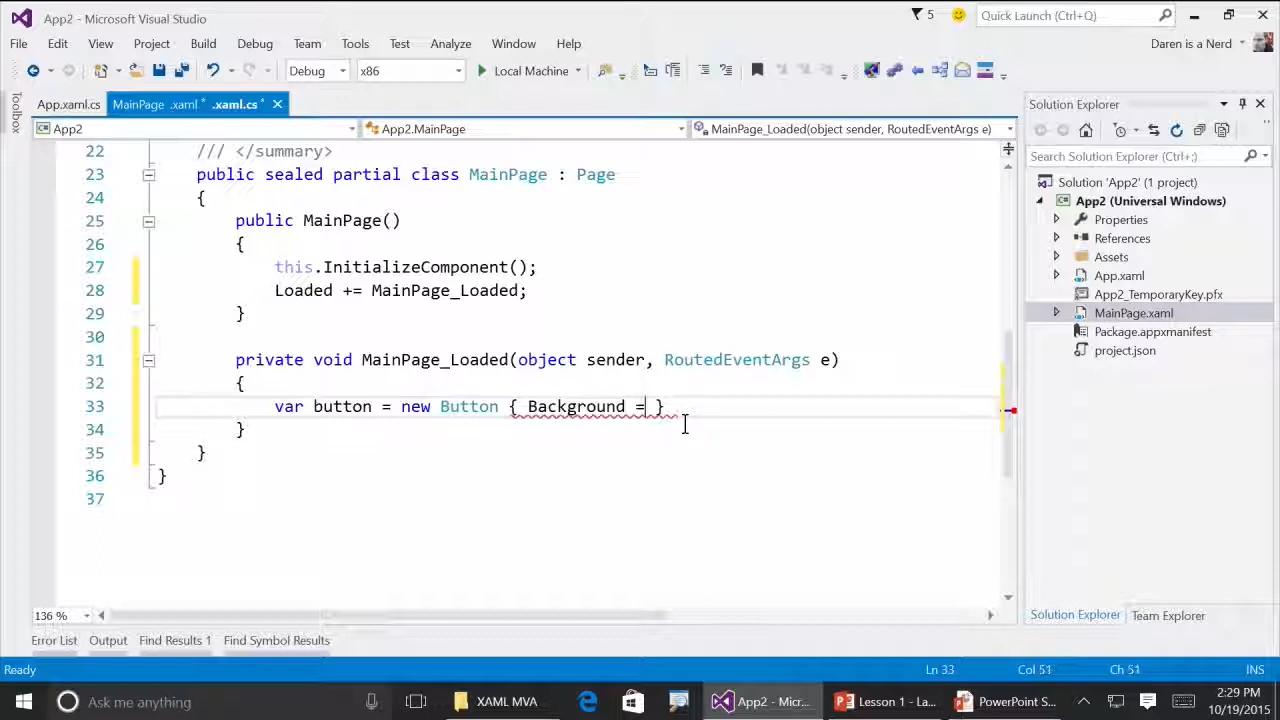 App2 - Microsoft Visual Studio
5
Quick Launch (Ctrl+Q)
File Edit View Project Build Debug Team Tools Test Analyze Window Help
Daren is a Nerd
Debug x86 Local Machine
Toolbox
App.xaml.cs MainPage .xaml * .xaml.cs *
App2 App2.MainPage MainPage_Loaded(object sender, RoutedEventArgs e)
22 /// </summary>
23 public sealed partial class MainPage : Page
24 {
25 public MainPage()
26 {
27 this.InitializeComponent();
28 Loaded += MainPage_Loaded;
29 }
30
31 private void MainPage_Loaded(object sender, RoutedEventArgs e)
32 {
33 var button = new Button { Background = }
34 }
35 }
36 }
37
136 %
Solution Explorer
Search Solution Explorer (Ctrl+;)
Solution 'App2' (1 project)
App2 (Universal Windows)
Properties
References
Assets
App.xaml
App2_TemporaryKey.pfx
MainPage.xaml
Package.appxmanifest
project.json
Solution Explorer Team Explorer
Error List Output Find Results 1 Find Symbol Results
Ready Ln 33 Col 51 Ch 51 INS
Ask me anything
XAML MVA
App2 - Micr...
Lesson 1 - La...
PowerPoint S...
2:29 PM
10/19/2015